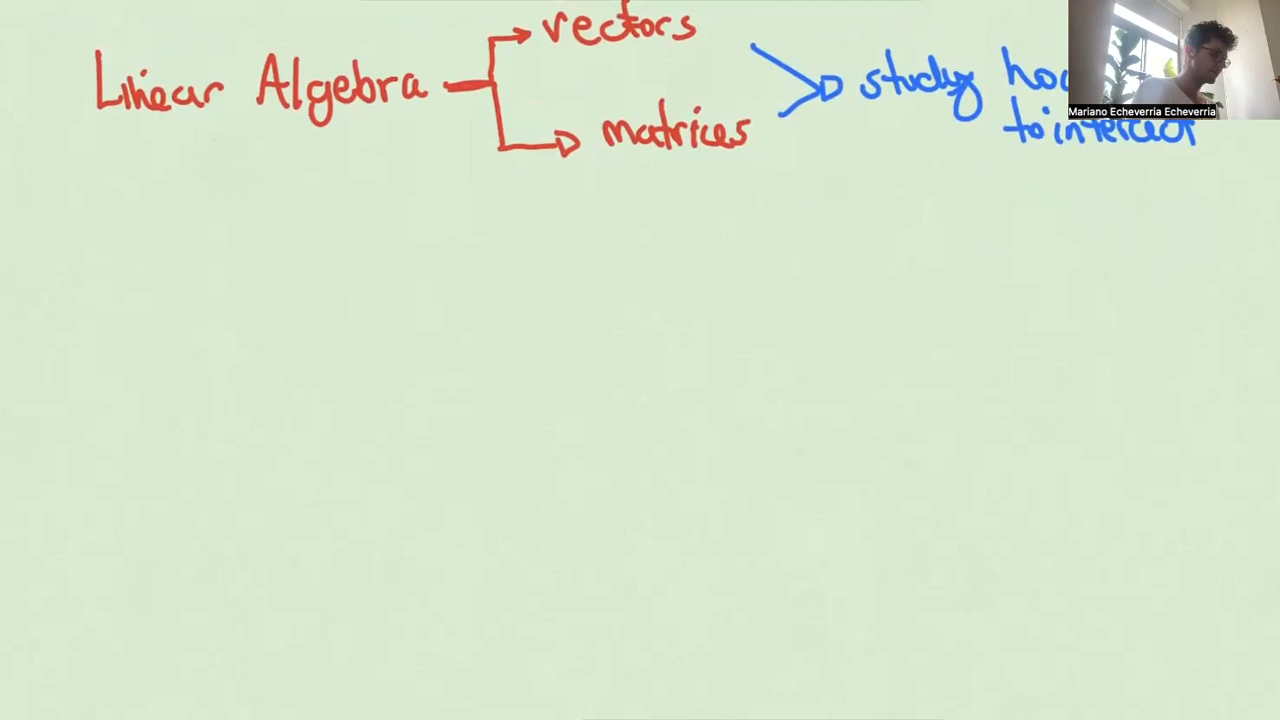 vectors
Linear Algebra
study
matrices
to interact
Mariano Echeverria Echeverria